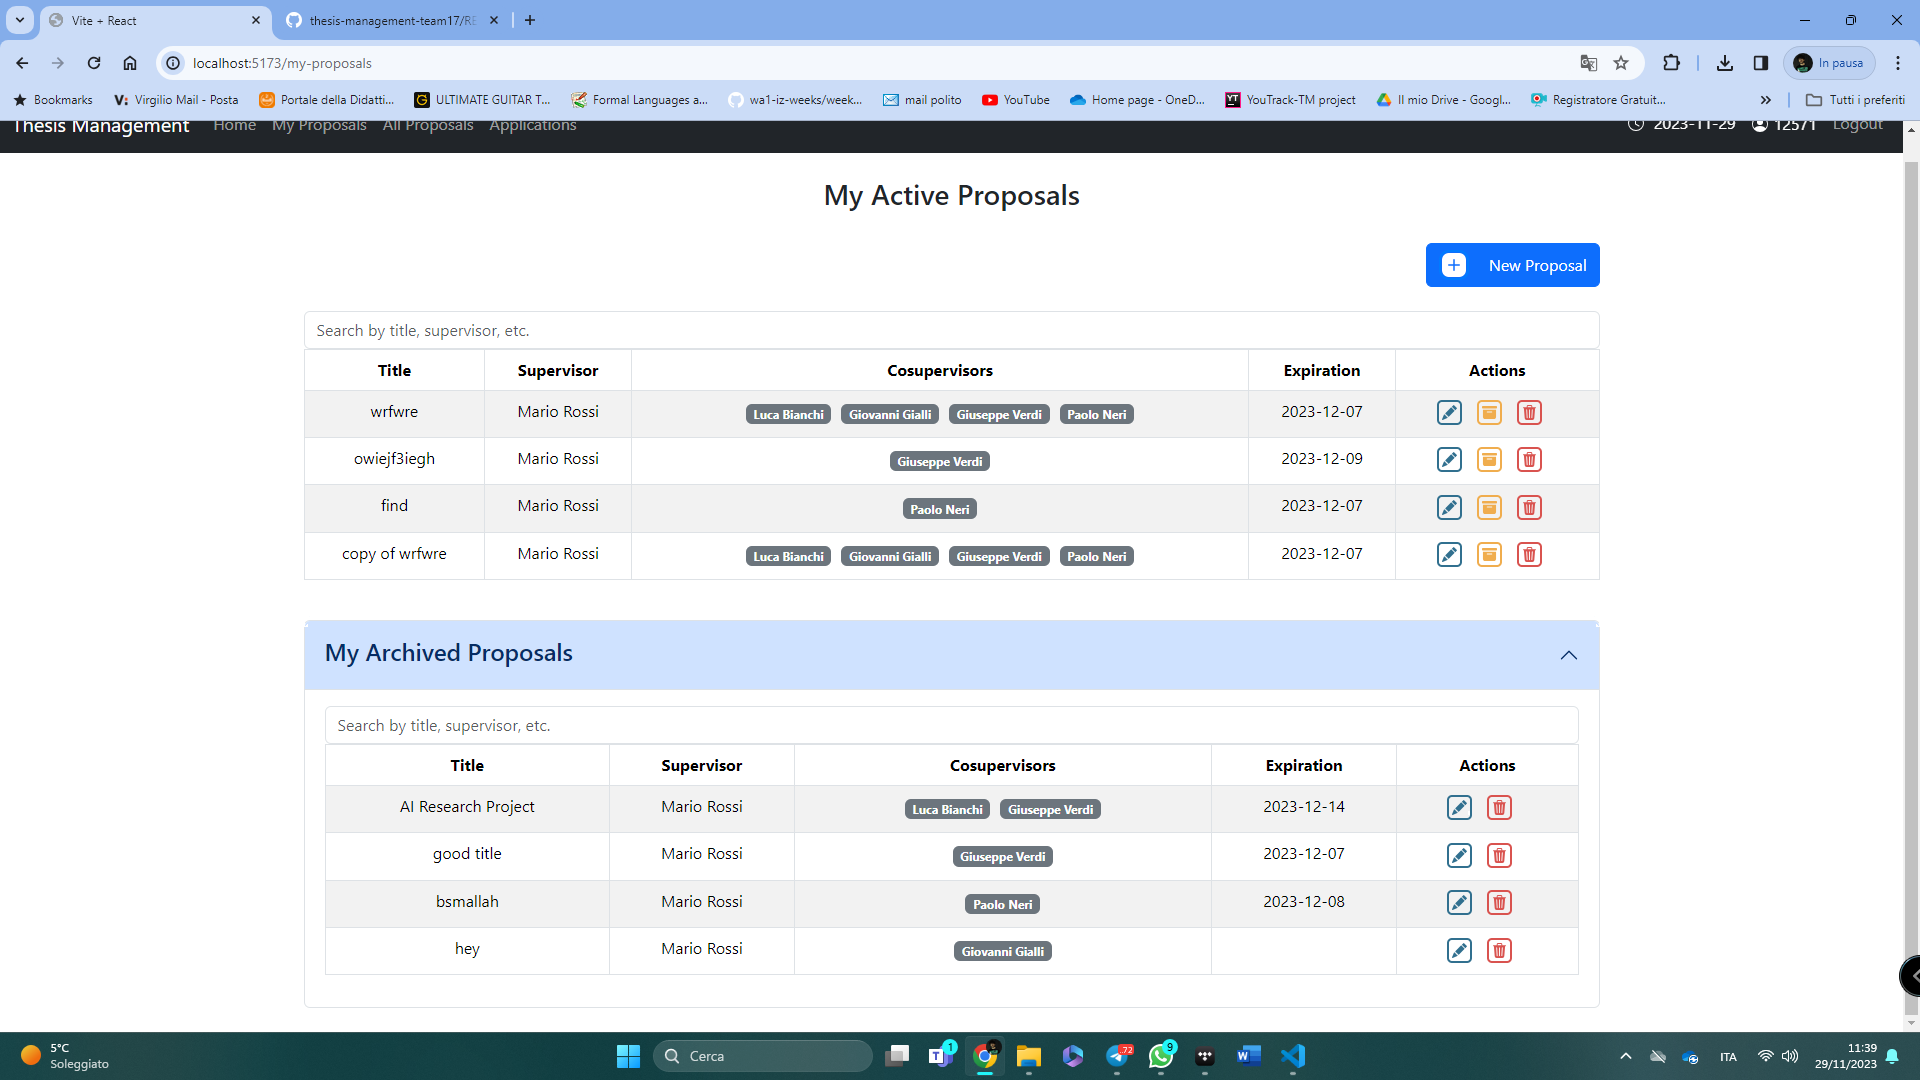 Vite + React
thesis-management-team17/RE
localhost:5173/my-proposals
In pausa
Bookmarks
Virgilio Mail - Posta
Portale della Didatti...
ULTIMATE GUITAR T...
Formal Languages a...
wa1-iz-weeks/week...
mail polito
YouTube
Home page - OneD...
YouTrack-TM project
Il mio Drive - Googl...
Registratore Gratuit...
»
Tutti i preferiti
Thesis Management Home My Proposals All Proposals Applications 2023-11-29 12571 Logout
My Active Proposals
New Proposal
Search by title, supervisor, etc.
Title Supervisor Cosupervisors Expiration Actions
wrfwre Mario Rossi Luca Bianchi Giovanni Gialli Giuseppe Verdi Paolo Neri 2023-12-07
owiejf3iegh Mario Rossi Giuseppe Verdi 2023-12-09
find Mario Rossi Paolo Neri 2023-12-07
copy of wrfwre Mario Rossi Luca Bianchi Giovanni Gialli Giuseppe Verdi Paolo Neri 2023-12-07
My Archived Proposals
Search by title, supervisor, etc.
Title Supervisor Cosupervisors Expiration Actions
AI Research Project Mario Rossi Luca Bianchi Giuseppe Verdi 2023-12-14
good title Mario Rossi Giuseppe Verdi 2023-12-07
bsmallah Mario Rossi Paolo Neri 2023-12-08
hey Mario Rossi Giovanni Gialli
5°C
Soleggiato
Cerca
1
72
9
ITA
11:39
29/11/2023